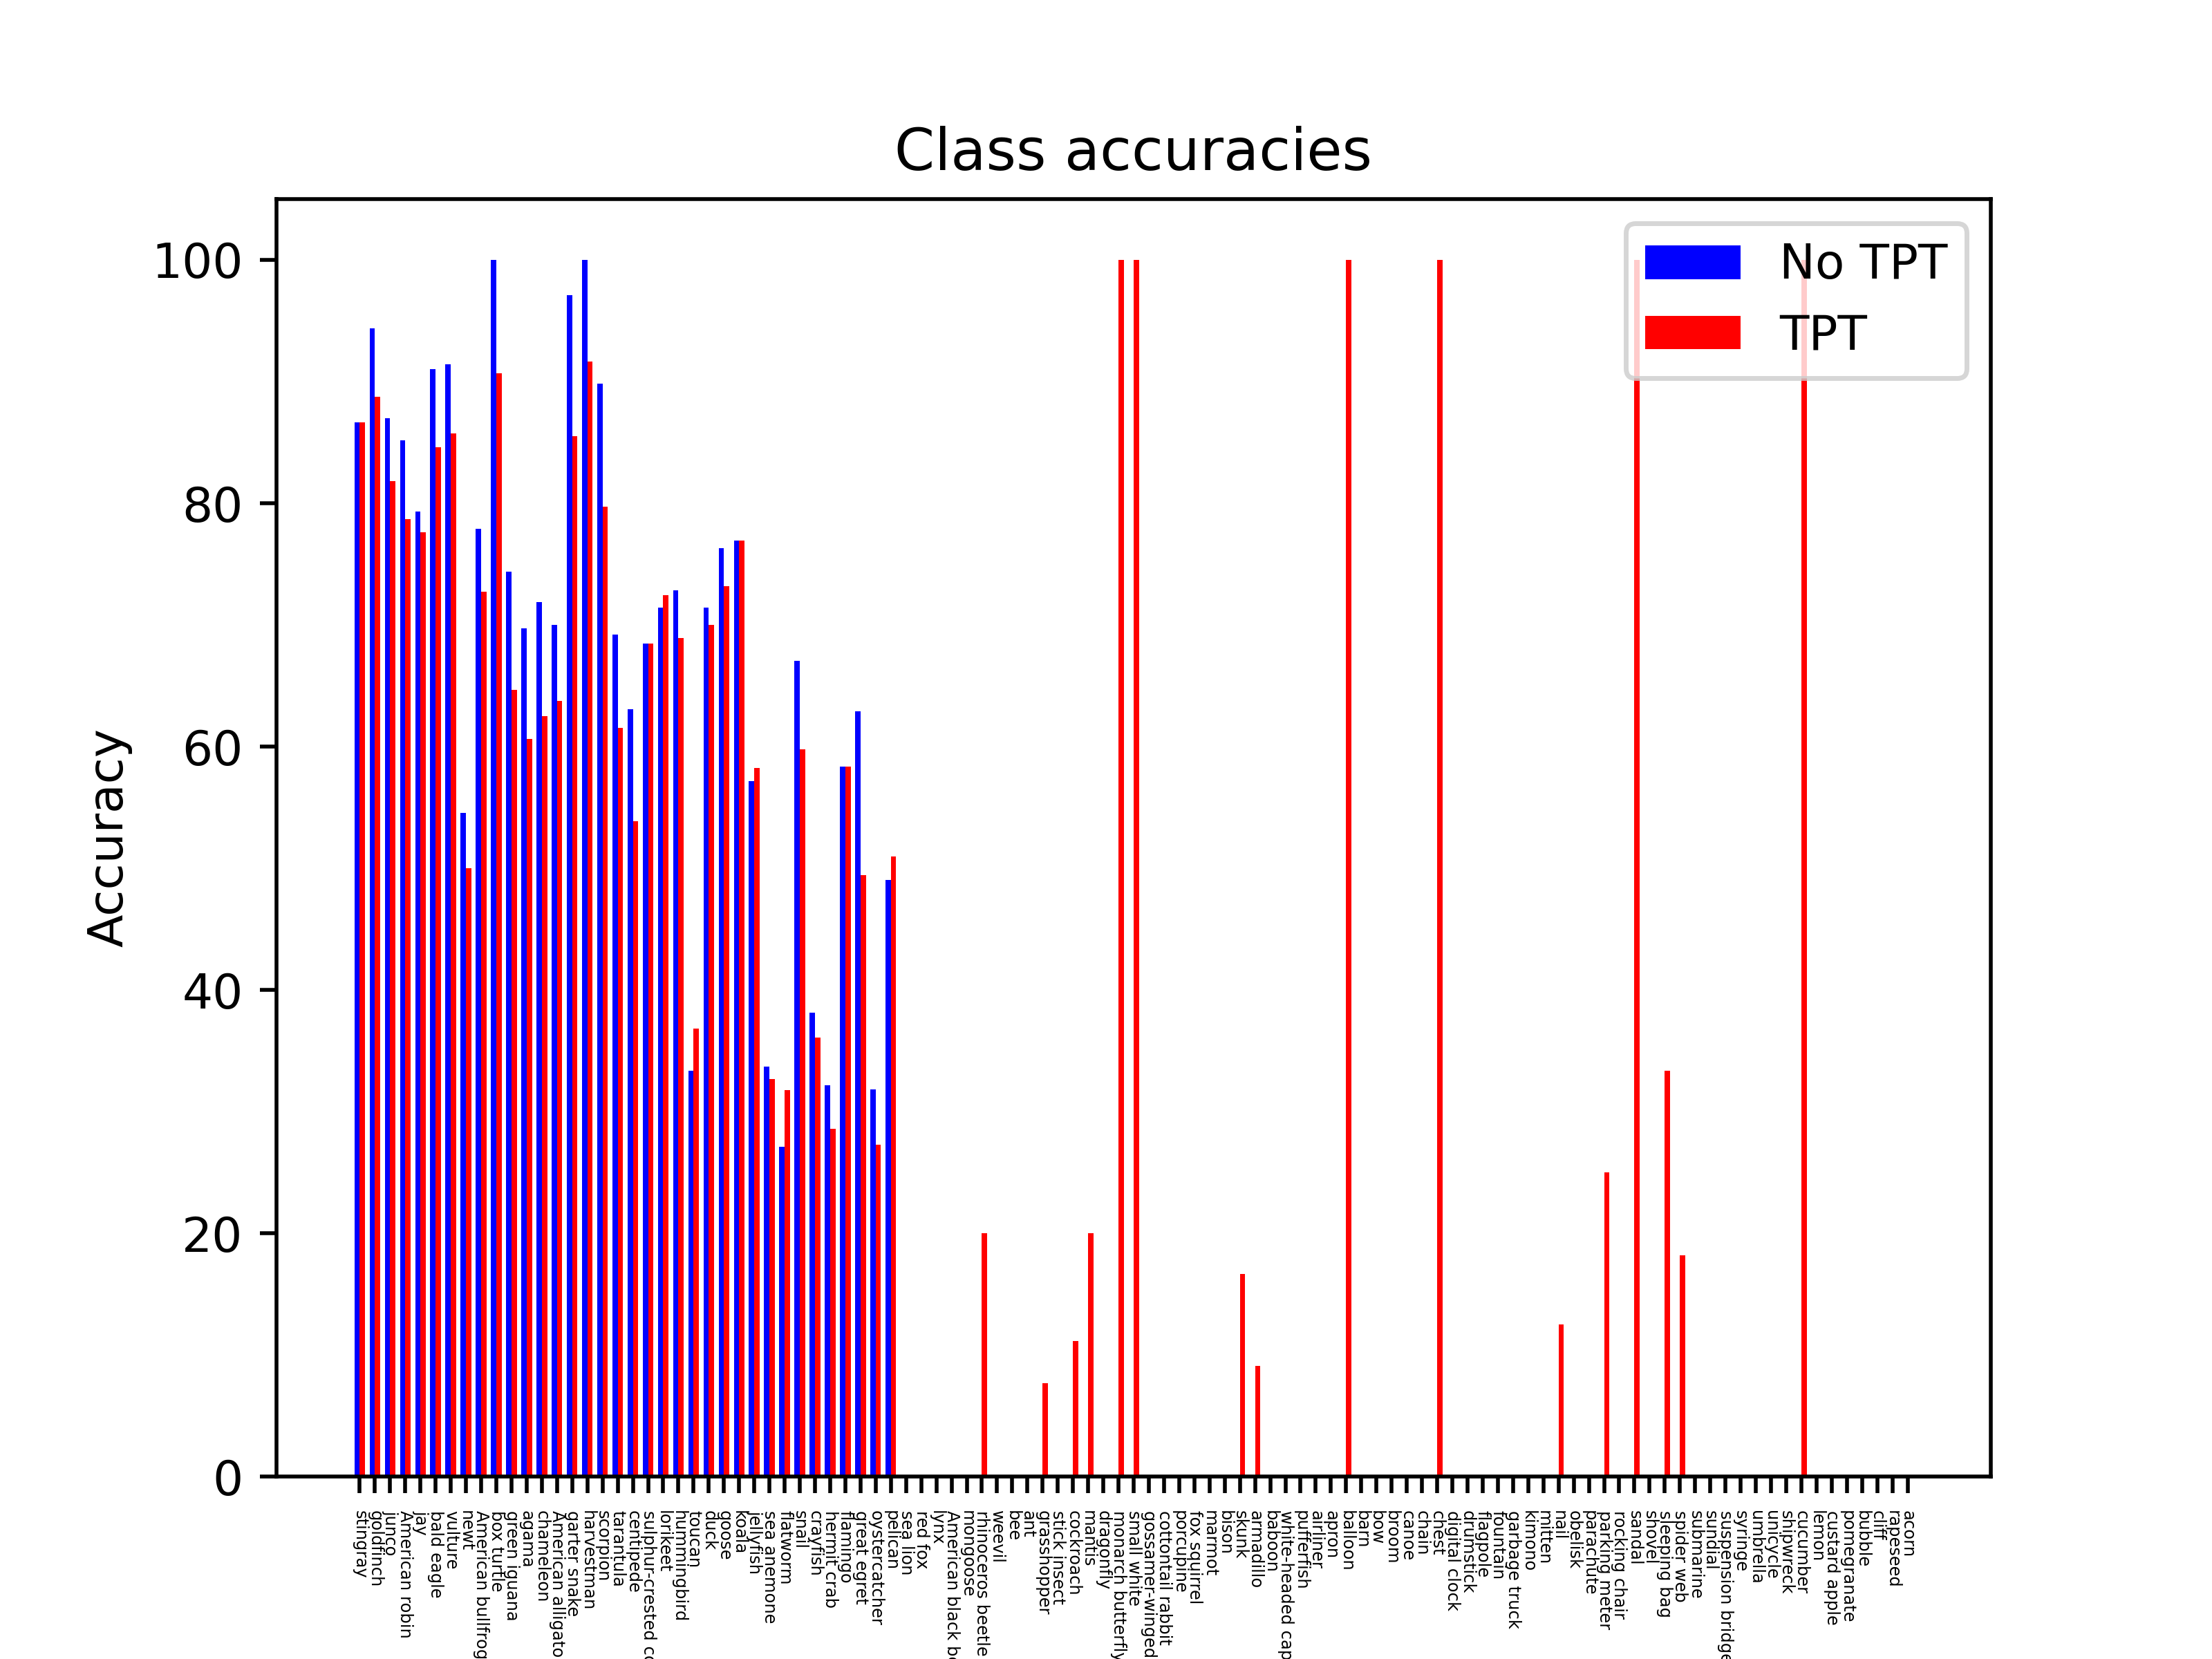 Class accuracies
No TPT
TPT
Accuracy
100
80
60
40
20
0
stingray
goldfinch
junco
American robin
jay
bald eagle
vulture
newt
American bullfrog
box turtle
green iguana
agama
chameleon
American alligato
garter snake
harvestman
scorpion
tarantula
centipede
sulphur-crested co
lorikeet
hummingbird
toucan
duck
goose
koala
jellyfish
sea anemone
flatworm
snail
crayfish
hermit crab
flamingo
great egret
oystercatcher
pelican
sea lion
red fox
lynx
American black be
mongoose
rhinoceros beetle
weevil
bee
ant
grasshopper
stick insect
cockroach
mantis
dragonfly
monarch butterfly
small white
gossamer-winged
cottontail rabbit
porcupine
fox squirrel
marmot
bison
skunk
armadillo
baboon
white-headed cap
pufferfish
airliner
apron
balloon
barn
bow
broom
canoe
chain
chest
digital clock
drumstick
flagpole
fountain
garbage truck
kimono
mitten
nail
obelisk
parachute
parking meter
rocking chair
sandal
shovel
sleeping bag
spider web
submarine
sundial
suspension bridge
syringe
umbrella
unicycle
shipwreck
cucumber
lemon
custard apple
pomegranate
bubble
cliff
rapeseed
acorn